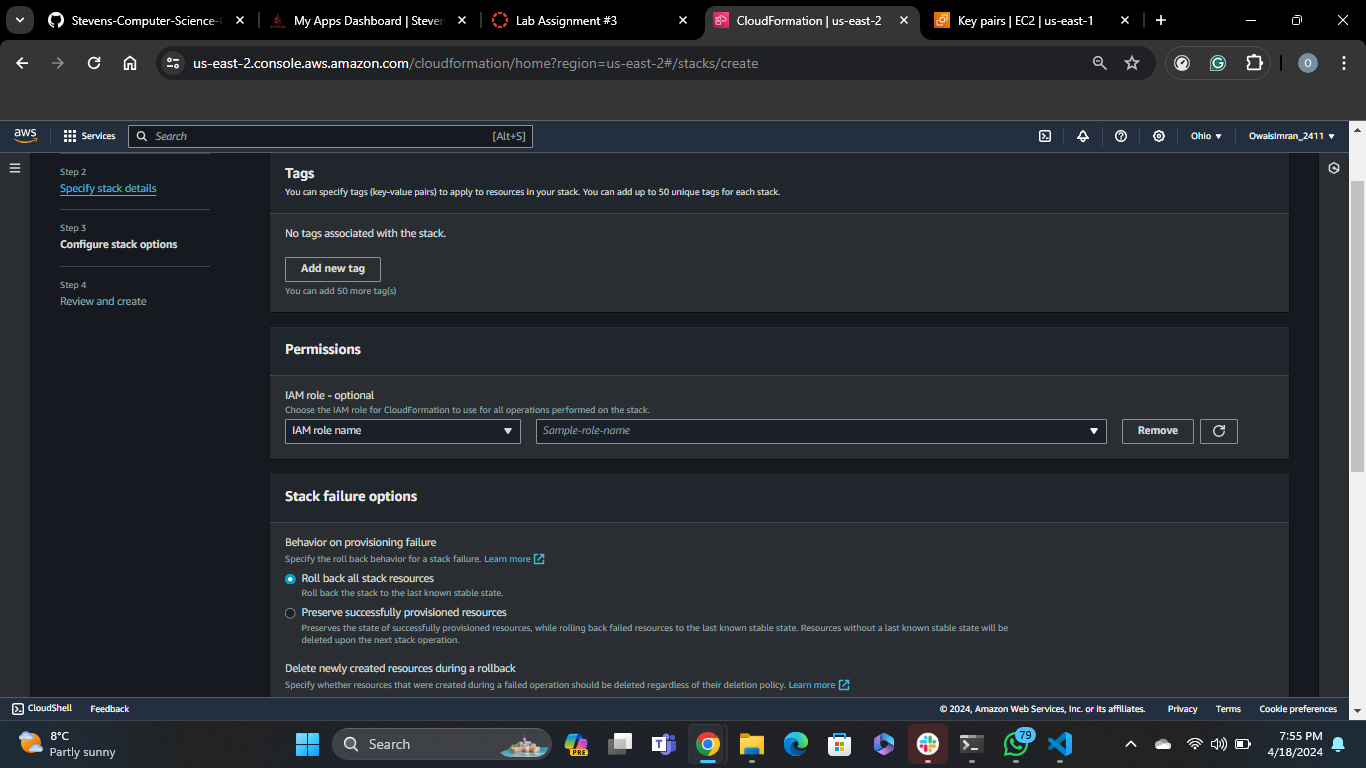 Stevens-Computer-Science-
My Apps Dashboard | Steven
Lab Assignment #3
CloudFormation | us-east-2
Key pairs | EC2 | us-east-1
us-east-2.console.aws.amazon.com/cloudformation/home?region=us-east-2#/stacks/create
O
aws
Services
Search
[Alt+S]
Ohio
OwaisImran_2411
Step 2
Specify stack details
Step 3
Configure stack options
Step 4
Review and create
Tags
You can specify tags (key-value pairs) to apply to resources in your stack. You can add up to 50 unique tags for each stack.
No tags associated with the stack.
Add new tag
You can add 50 more tag(s)
Permissions
IAM role - optional
Choose the IAM role for CloudFormation to use for all operations performed on the stack.
IAM role name
Sample-role-name
Remove
Stack failure options
Behavior on provisioning failure
Specify the roll back behavior for a stack failure. Learn more
Roll back all stack resources
Roll back the stack to the last known stable state.
Preserve successfully provisioned resources
Preserves the state of successfully provisioned resources, while rolling back failed resources to the last known stable state. Resources without a last known stable state will be
deleted upon the next stack operation.
Delete newly created resources during a rollback
Specify whether resources that were created during a failed operation should be deleted regardless of their deletion policy. Learn more
CloudShell
Feedback
© 2024, Amazon Web Services, Inc. or its affiliates.
Privacy
Terms
Cookie preferences
8°C
Partly sunny
Search
PRE
79
7:55 PM
4/18/2024